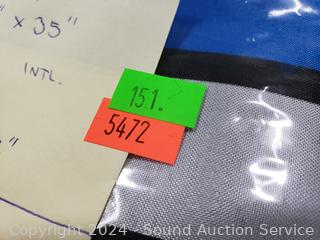 " x 35"
INTL.
15.1.
5472
"
Copyright 2024 - Sound Auction Service